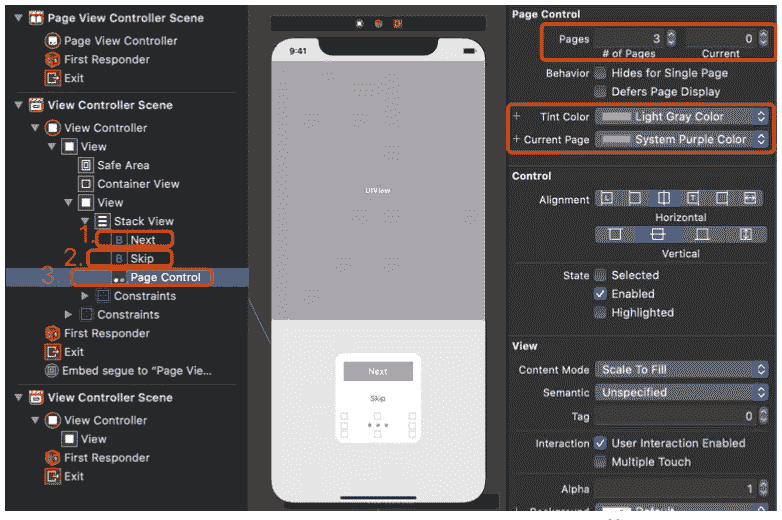 Page View Controller Scene
Page View Controller
First Responder
Exit
View Controller Scene
View Controller
View
Safe Area
Container View
View
Stack View
1. B Next
2. B Skip
3. Page Control
Constraints
Constraints
First Responder
Exit
Embed segue to “Page Vie...
View Controller Scene
View Controller
View
First Responder
Exit
9:41
UIView
Next
Skip
Page Control
Pages 3 0
# of Pages Current
Behavior Hides for Single Page
Defers Page Display
+ Tint Color Light Gray Color
+ Current Page System Purple Color
Control
Alignment L T
Horizontal
Vertical
State Selected
Enabled
Highlighted
View
Content Mode Scale To Fill
Semantic Unspecified
Tag 0
Interaction User Interaction Enabled
Multiple Touch
Alpha 1
+ Background Default